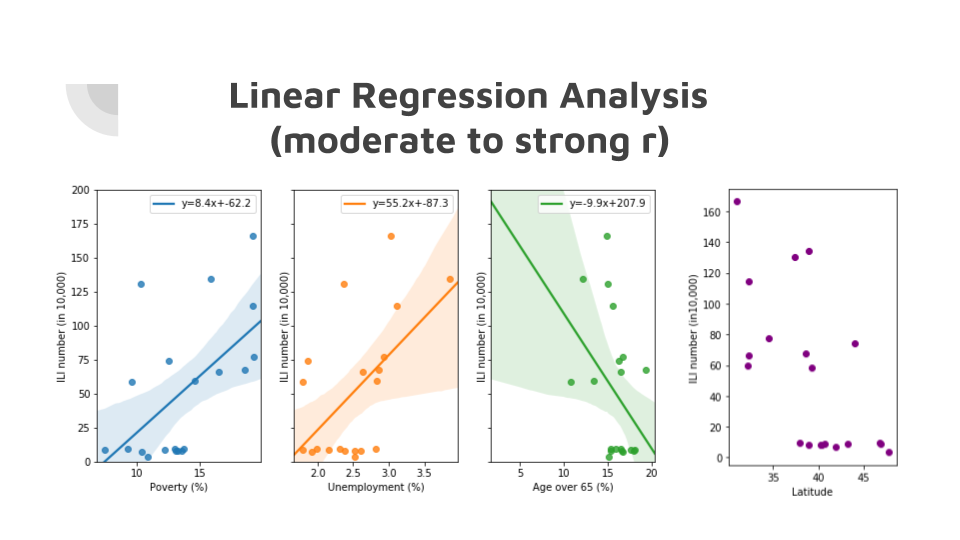 Linear Regression Analysis
(moderate to strong r)
200
175
150
125
100
75
50
25
0
ILI number (in 10,000)
y=8.4x+-62.2
10
15
Poverty (%)
ILI number (in 10,000)
y=55.2x+-87.3
2.0
2.5
3.0
3.5
Unemployment (%)
ILI number (in 10,000)
y=-9.9x+207.9
5
10
15
20
Age over 65 (%)
160
140
120
100
80
60
40
20
0
ILI number (in10,000)
35
40
45
Latitude